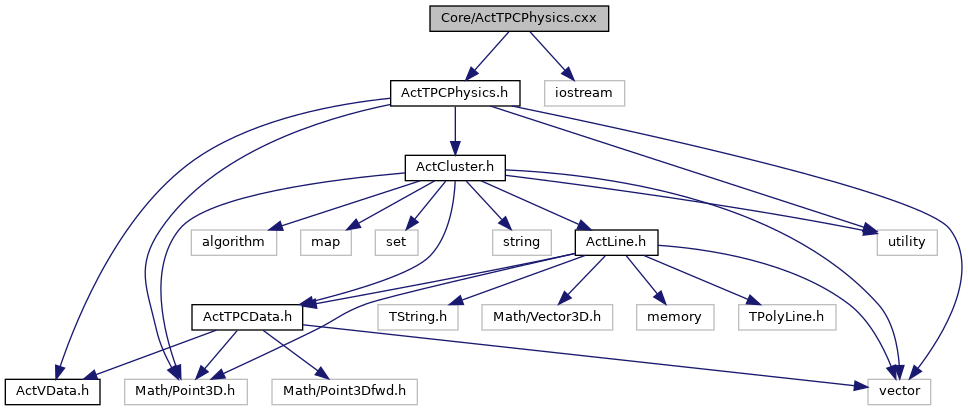 Core/ActTPCPhysics.cxx
ActTPCPhysics.h
iostream
ActCluster.h
algorithm
map
set
string
ActLine.h
utility
ActTPCData.h
TString.h
Math/Vector3D.h
memory
TPolyLine.h
ActVData.h
Math/Point3D.h
Math/Point3Dfwd.h
vector